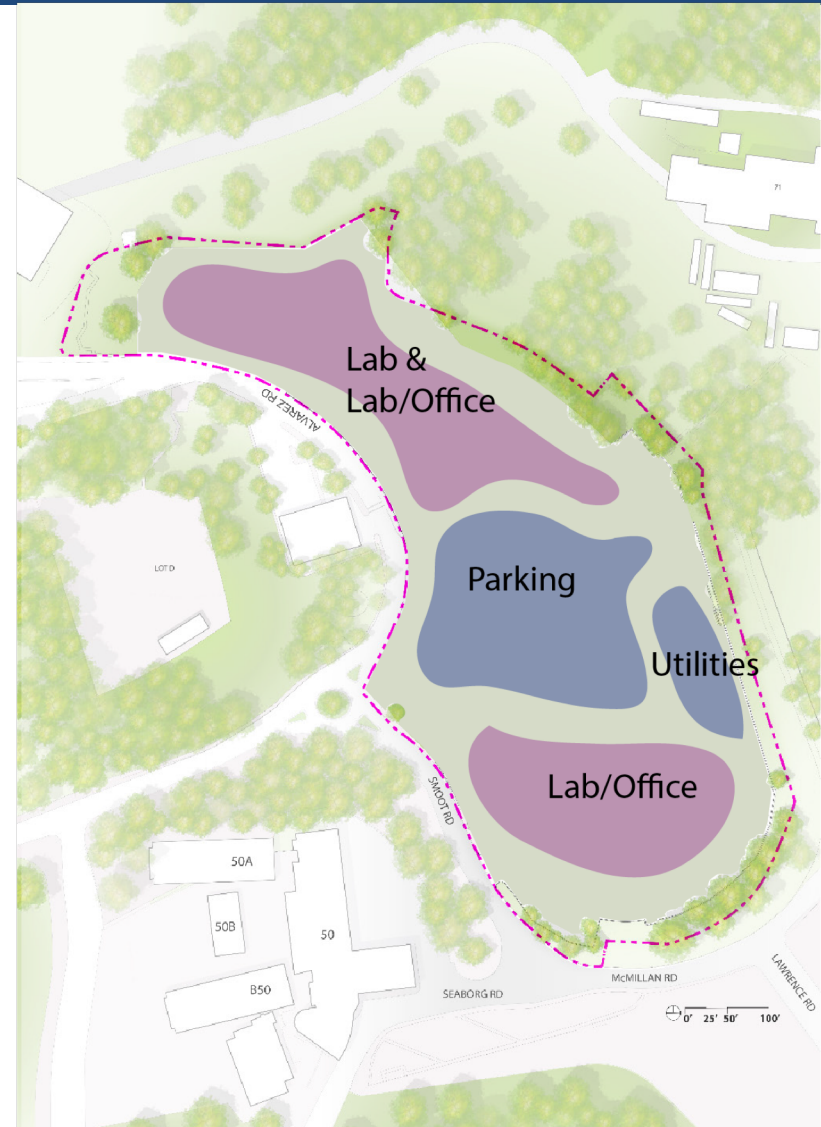 71
Lab &
Lab/Office
ALVAREZ RD
LOT D
Parking
Utilities
Lab/Office
SMOOT RD
50A
50B
50
B50
SEABORG RD
McMILLAN RD
LAWRENCE RD
0' 25' 50' 100'